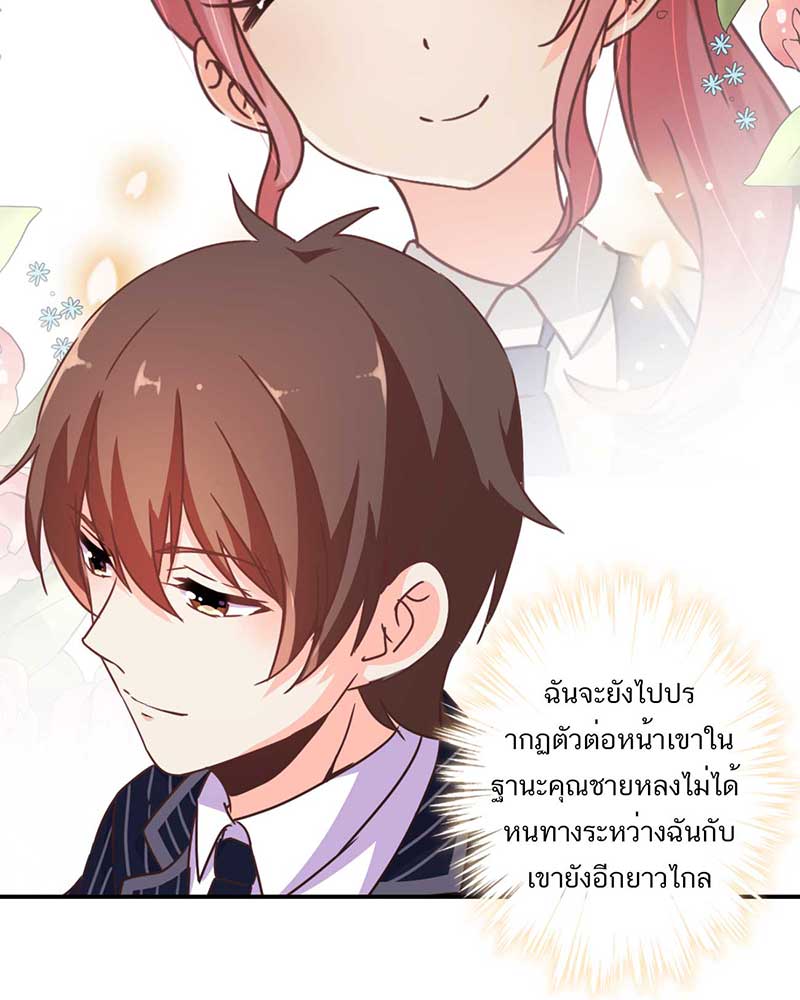 ฉันจะยังไปปร
ากฏตัวต่อหน้าเขาใน
ฐานะคุณชายหลงไม่ได้
หนทางระหว่างฉันกับ
เขายังอีกยาวไกล